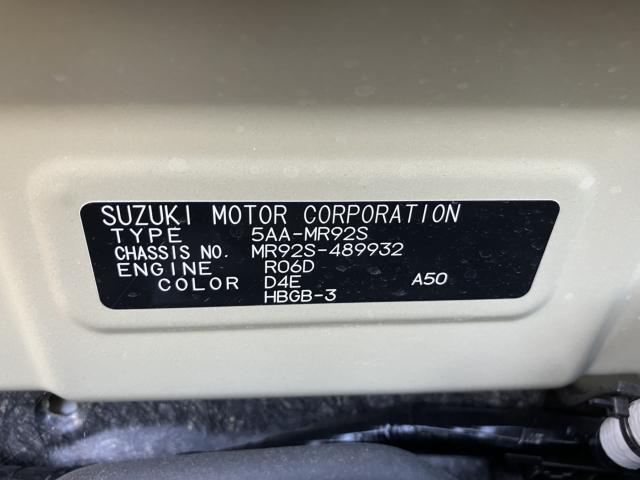 SUZUKI MOTOR CORPORATION
TYPE 5AA-MR92S
CHASSIS NO. MR92S-489932
ENGINE R06D
COLOR D4E A50
HBGB-3